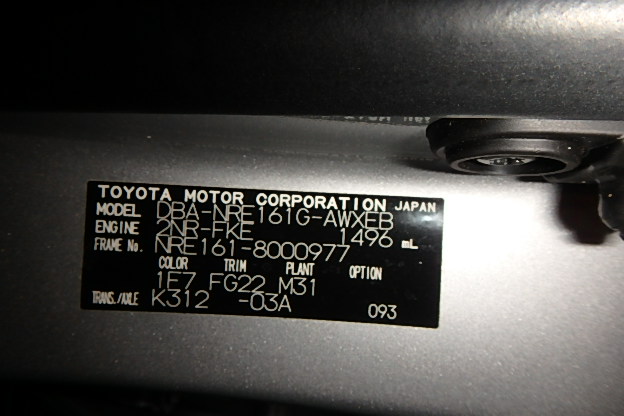 TOYOTA MOTOR CORPORATION JAPAN
MODEL DBA-NRE161G-AWXEB
ENGINE 2NR-FKE 1496 mL
FRAME No. NRE161-8000977
COLOR TRIM PLANT OPTION
1E7 FG22 M31
TRANS./AXLE K312 -03A 093